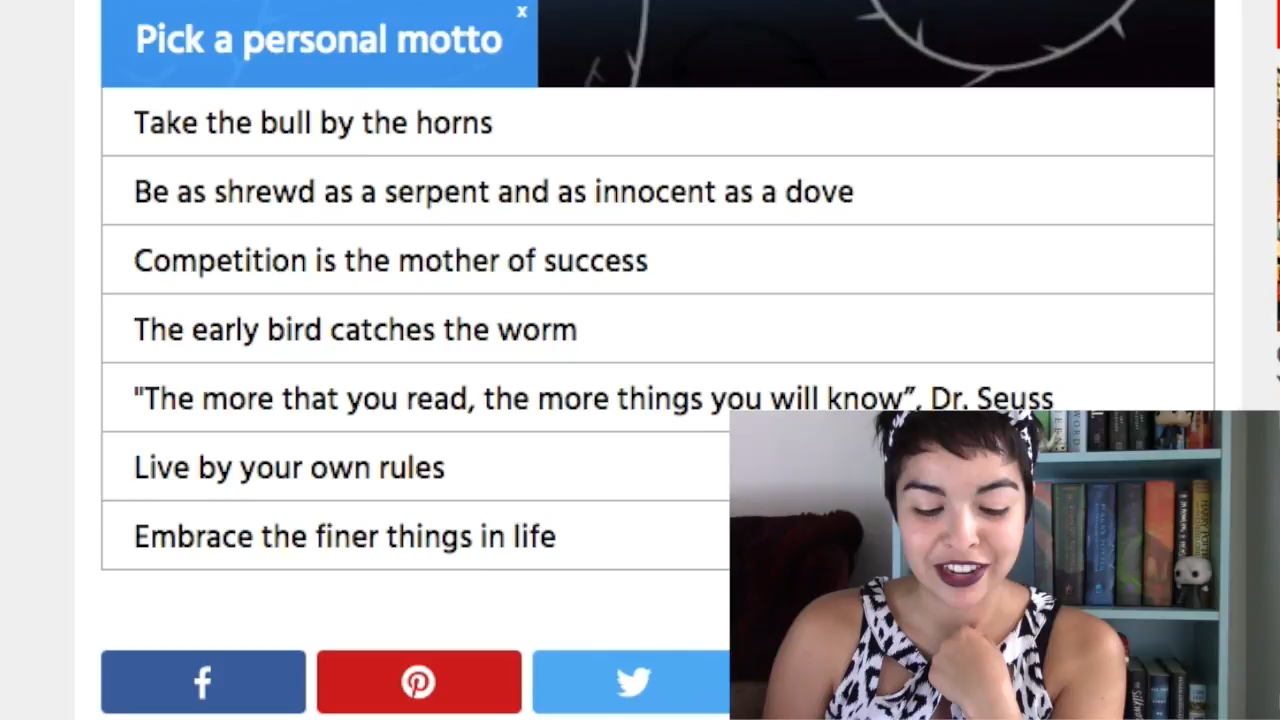 Pick a personal motto
x
Take the bull by the horns
Be as shrewd as a serpent and as innocent as a dove
Competition is the mother of success
The early bird catches the worm
"The more that you read, the more things you will know”, Dr. Seuss
Live by your own rules
Embrace the finer things in life